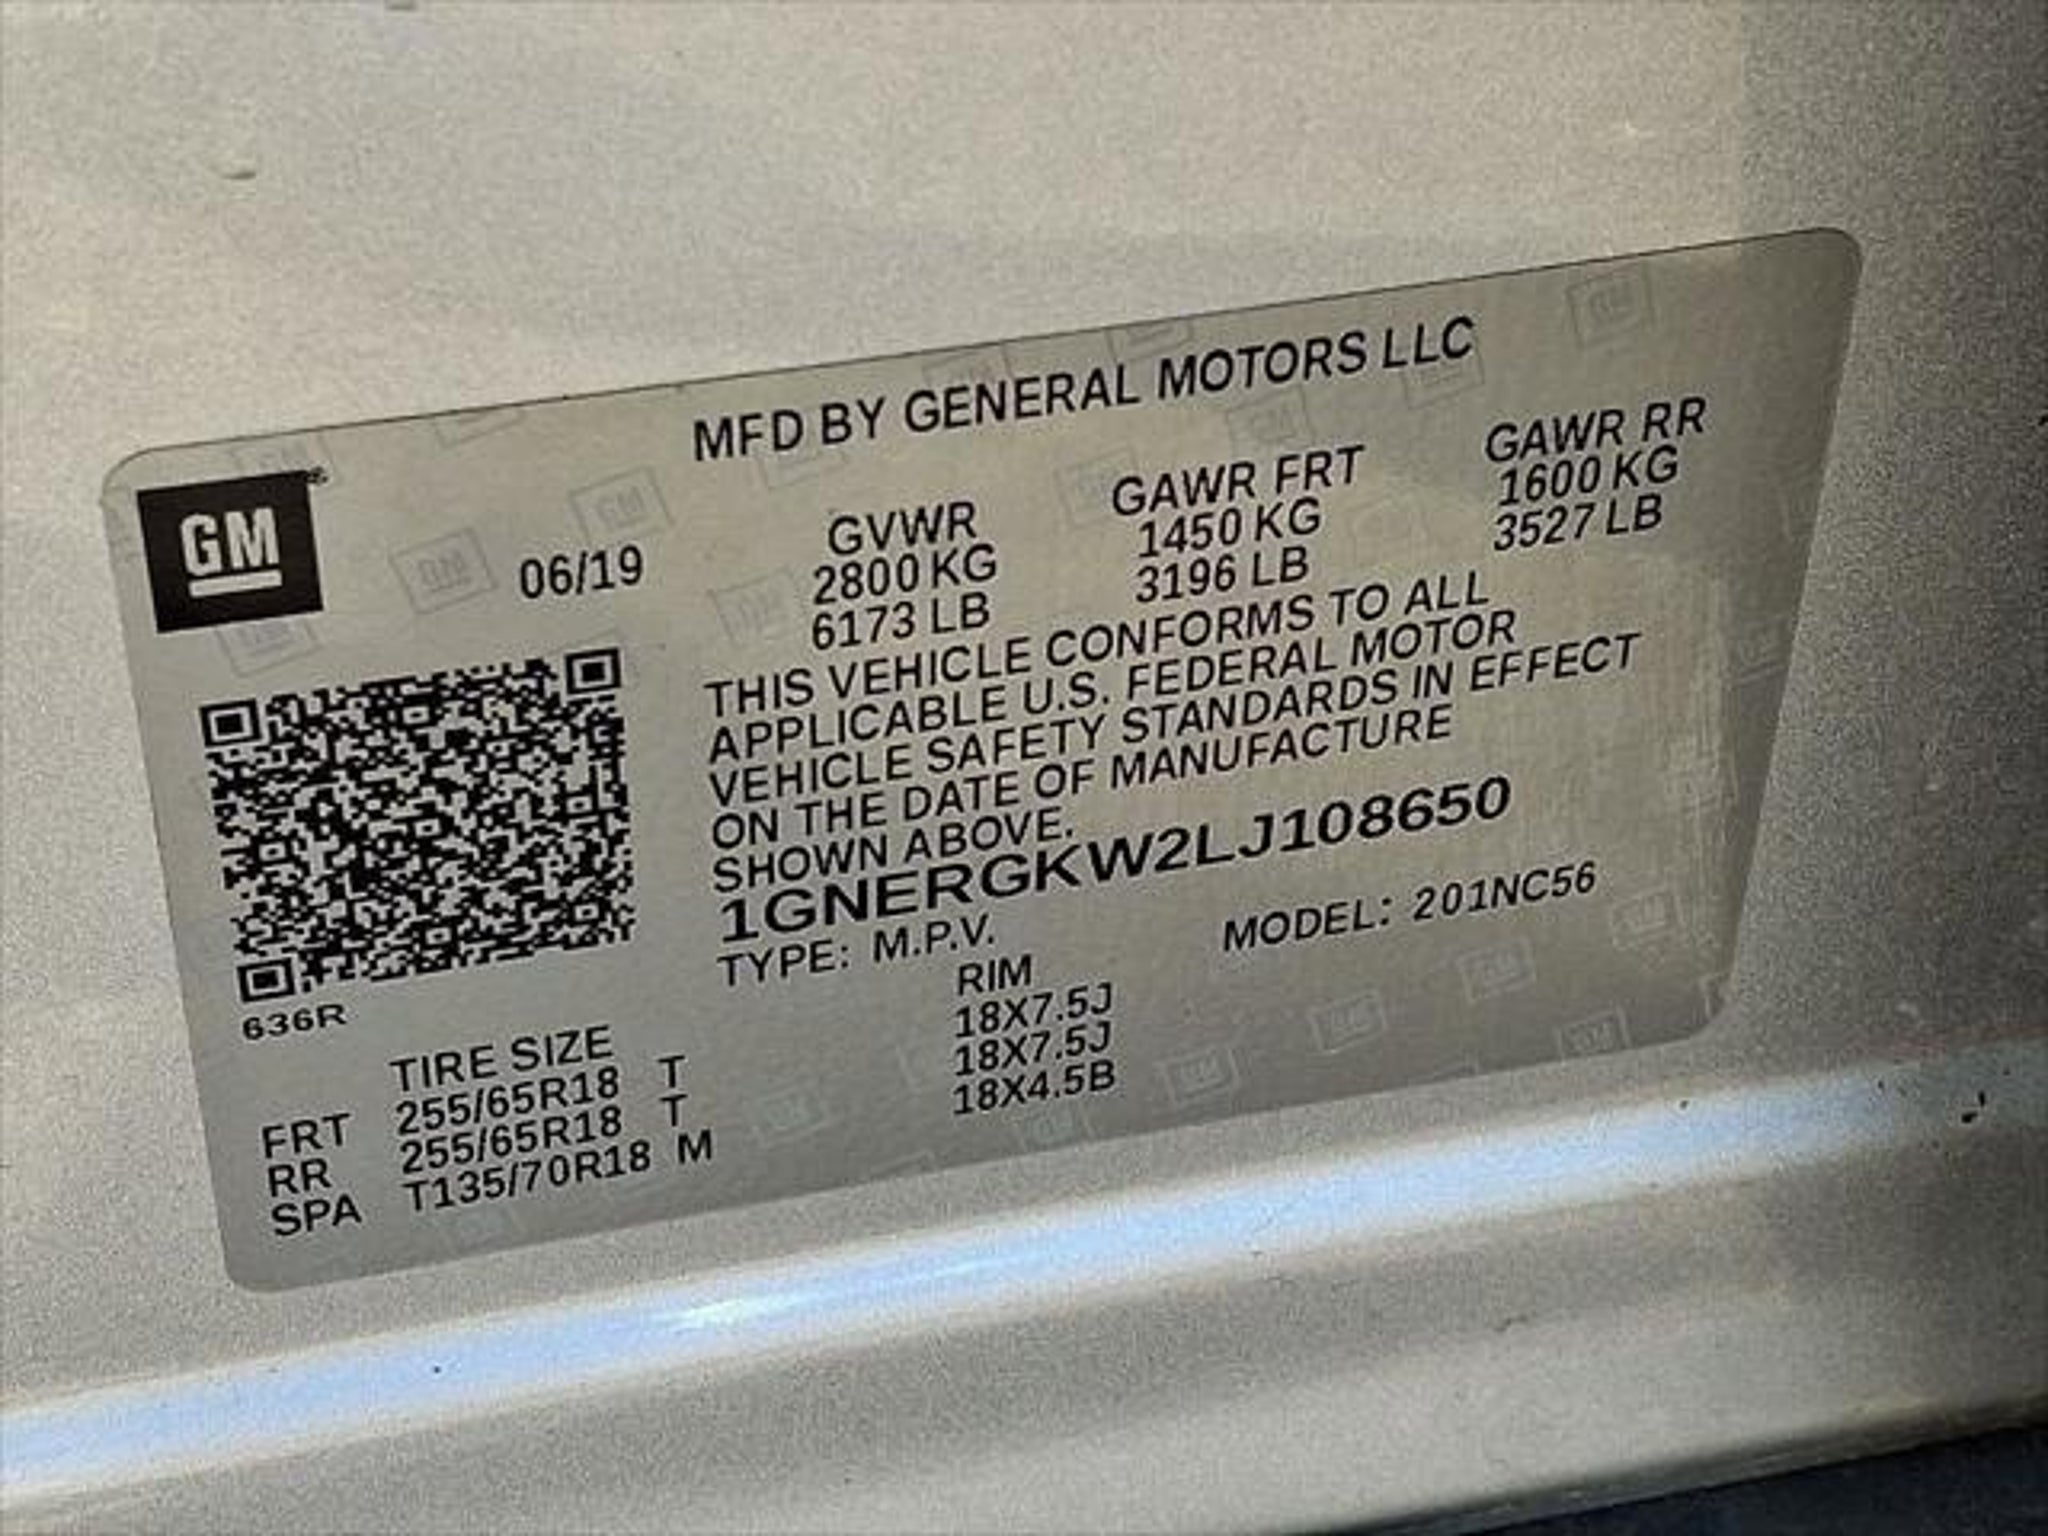 MFD BY GENERAL MOTORS LLC
GM
06/19
GVWR GAWR FRT GAWR RR
2800 KG 1450 KG 1600 KG
6173 LB 3196 LB 3527 LB
THIS VEHICLE CONFORMS TO ALL
APPLICABLE U.S. FEDERAL MOTOR
VEHICLE SAFETY STANDARDS IN EFFECT
ON THE DATE OF MANUFACTURE
SHOWN ABOVE.
1GNERGKW2LJ108650
TYPE: M.P.V. MODEL: 201NC56
636R
TIRE SIZE RIM
FRT 255/65R18 T 18X7.5J
RR 255/65R18 T 18X7.5J
SPA T135/70R18 M 18X4.5B